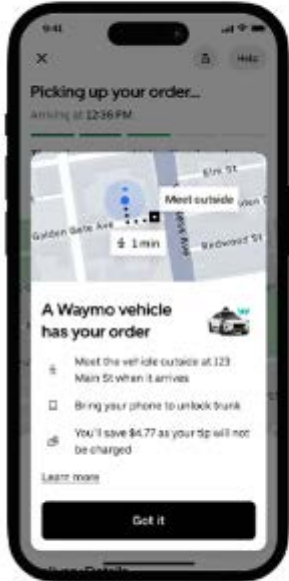 9:41
Help
Picking up your order...
Arriving at 12:36 PM
Elm St
Meet outside
Golden Gate Ave
1 min
Redwood St
A Waymo vehicle
has your order
Meet the vehicle outside at 123
Main St when it arrives
Bring your phone to unlock trunk
You'll save $4.77 as your tip will not
be charged
Learn more
Got it